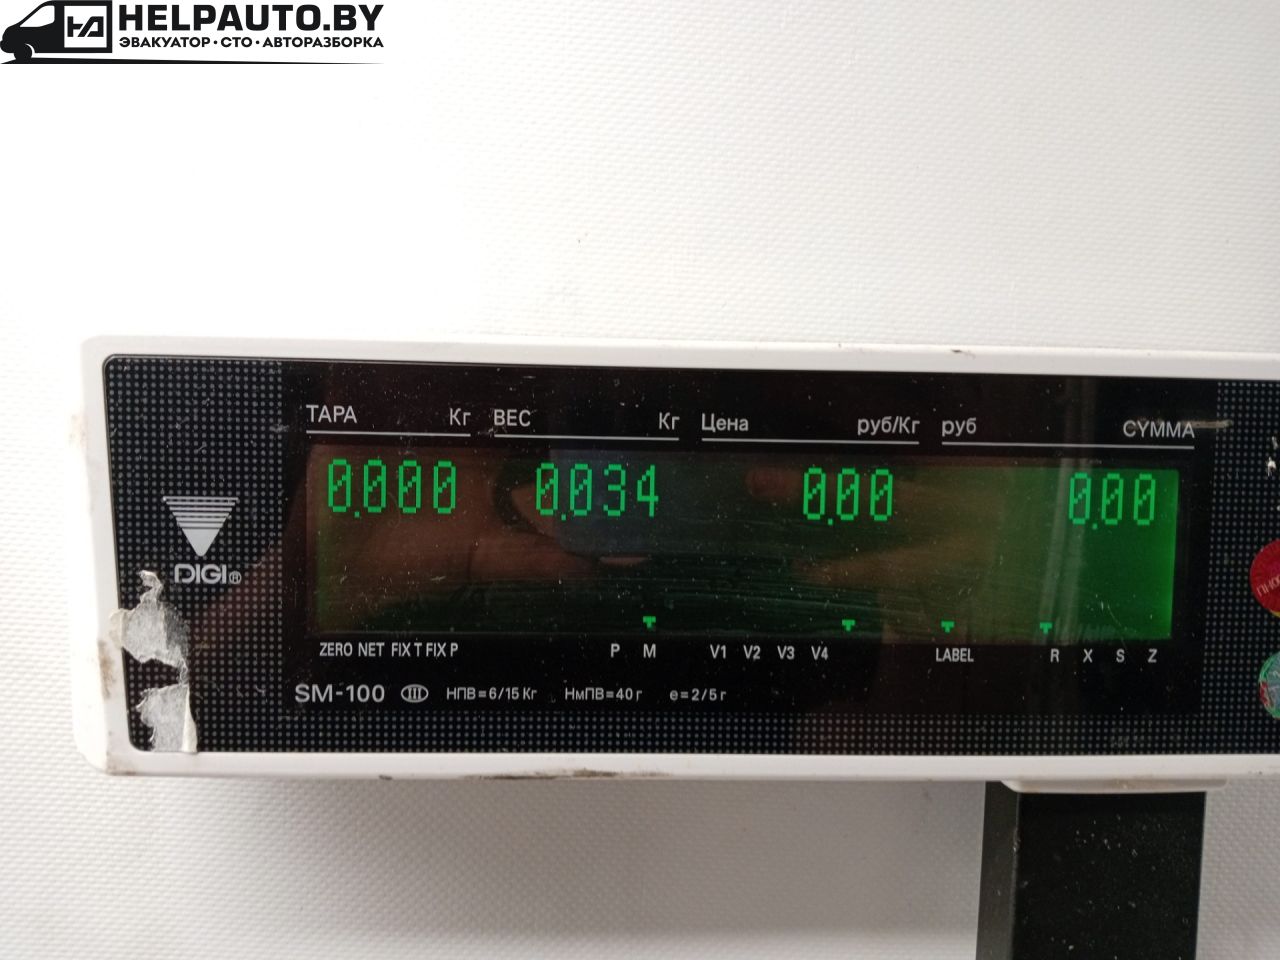 HELPAUTO.BY
ЭВАКУАТОР • СТО • АВТОРАЗБОРКА
ТАРА Кг ВЕС Кг Цена руб/Кг руб СУММА
0.000 0.034 0.00 0.00
DIGI®
ZERO NET FIX T FIX P P M V1 V2 V3 V4 LABEL R X S Z
SM-100 III НПВ=6/15 Кг НмПВ=40 г e=2/5 г